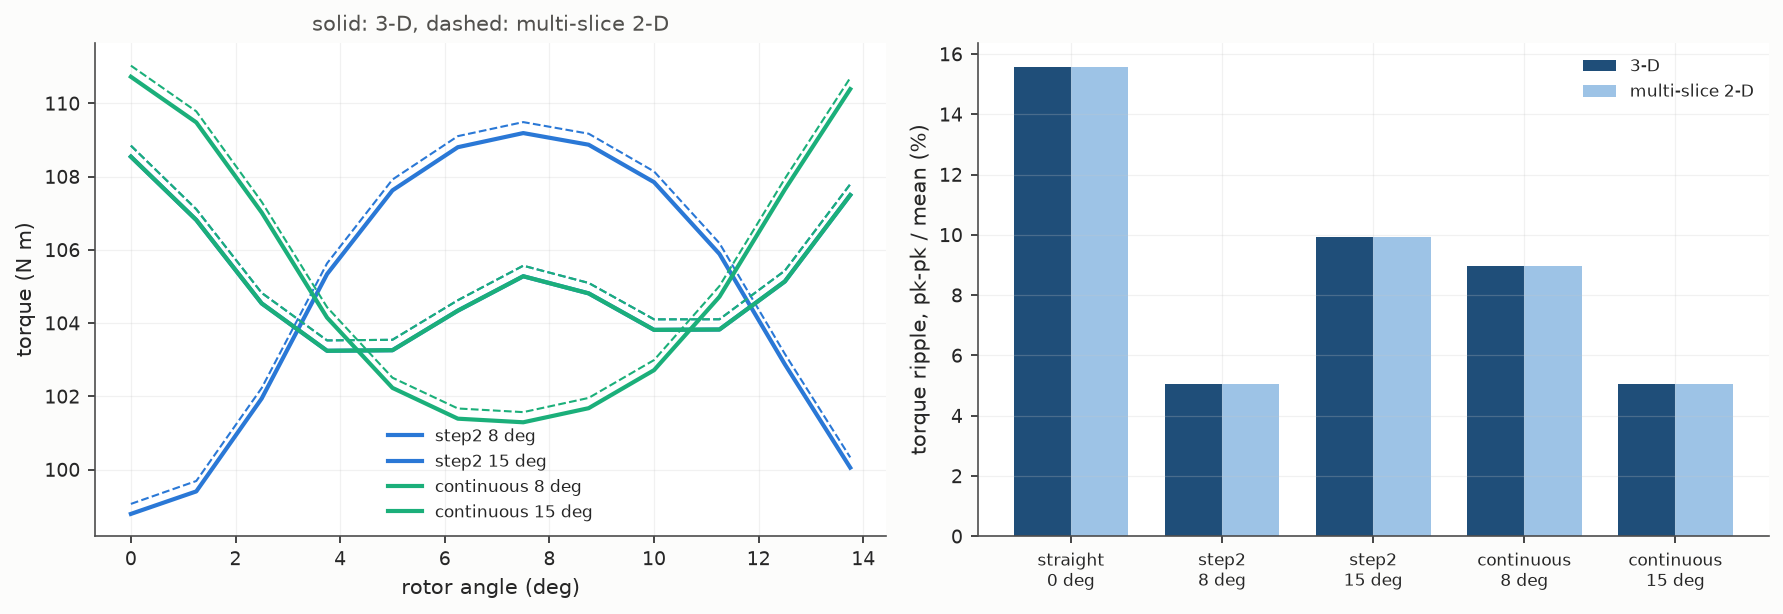 solid: 3-D, dashed: multi-slice 2-D
torque (N m)
110
108
106
104
102
100
step2 8 deg
step2 15 deg
continuous 8 deg
continuous 15 deg
0 2 4 6 8 10 12 14
rotor angle (deg)
torque ripple, pk-pk / mean (%)
16
14
12
10
8
6
4
2
0
3-D
multi-slice 2-D
straight
0 deg
step2
8 deg
step2
15 deg
continuous
8 deg
continuous
15 deg